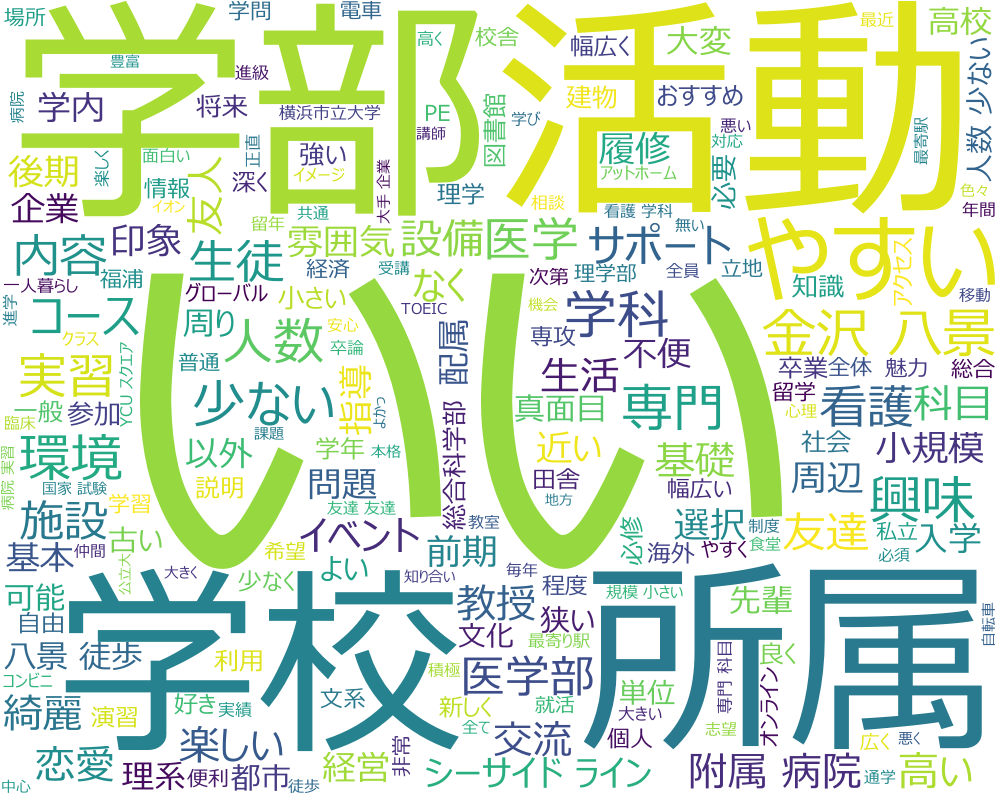 場所
学問
電車
高く
校舎
幅広く
大変
最近
高校
豊富
進級
学部 活動
病院
学内
将来
横浜市立大学
PE
講師
図書館
学び
建物
おすすめ
悪い
対応
最寄駅
人数 少ない
後期
面白い
楽しく
正直
友人
強い
イメージ
大手 企業
理学
履修
アットホーム
必要
色々
年間
企業
情報
イオン
深く
留年
共通
相談
看護 学科
無い
内容
印象
生徒
雰囲気
設備
医学
サポート
やすい
アクセス
福浦
経済
受講
なく
次第
理学部
全員
立地
知識
移動
一人暮らし
グローバル
小さい
TOEIC
機会
進学
コース
周り
人数
安心
卒論
配属
専攻
学科
不便
金沢 八景
クラス
YCU スクエア
普通
いい
生活
卒業
全体
魅力
総合
実習
少ない
指導
よかっ
真面目
専門
留学
心理
看護
科目
臨床
一般
参加
課題
本格
総合科学部
近い
社会
小規模
環境
以外
学年
田舎
基礎
幅広い
周辺
病院 実習
国家 試験
学習
説明
問題
友達 友達
教室
地方
興味
施設
古い
希望
イベント
前期
必修
選択
海外
制度
やすく
食堂
友達
私立
入学
必須
基本
仲間
公立大
大きく
少なく
よい
知り合い
毎年
程度
規模 小さい
可能
自由
学校 所属
教授
狭い
文化
最寄り駅
先輩
自転車
八景 徒歩
利用
積極
医学部
専門 科目
良く
コンビニ
綺麗
演習
好き
実績
文系
新しく
就活
単位
大きい
志望
オンライン
全て
広く
悪く
恋愛
楽しい
非常
交流
個人
中心
理系
便利
都市
徒歩
経営
シーサイド ライン
附属 病院
通学
高い